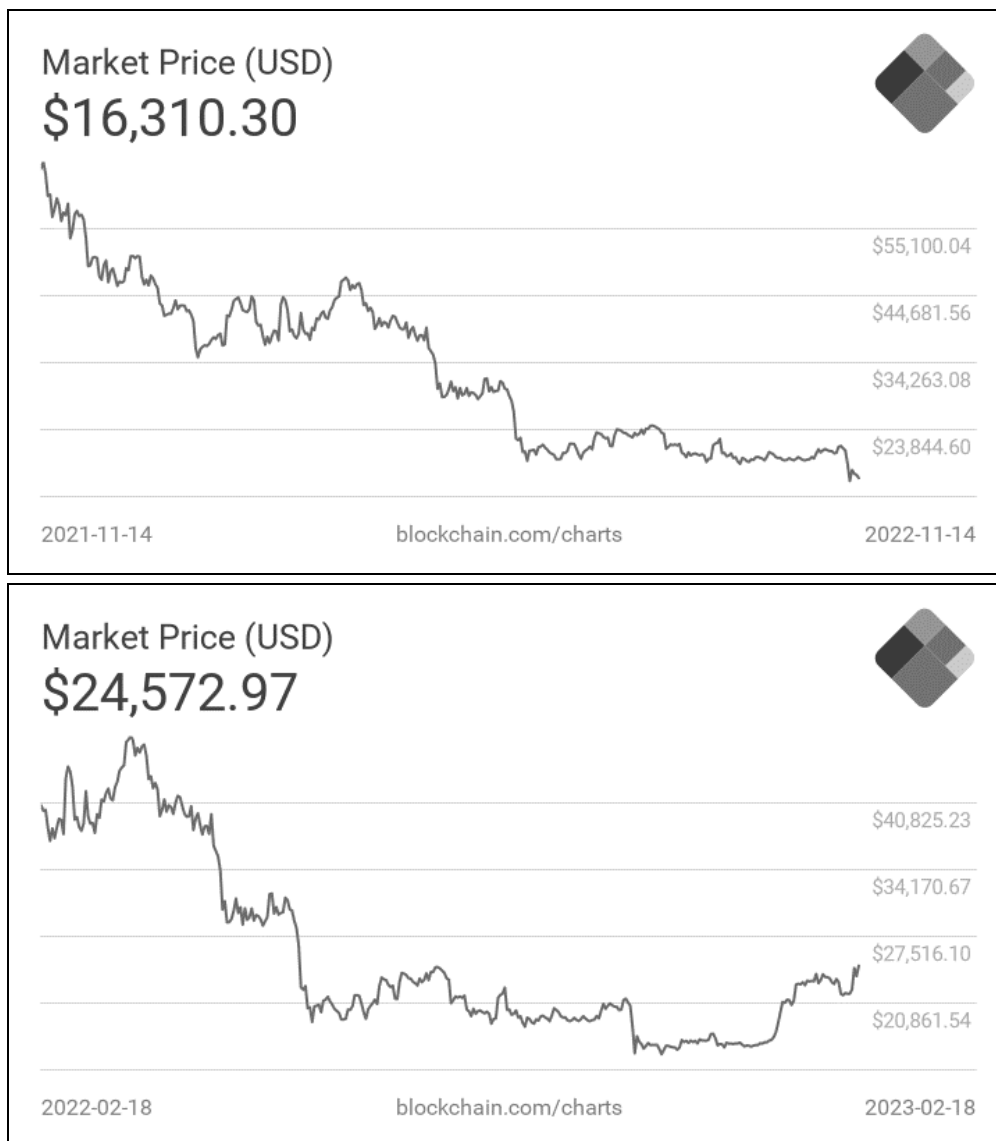 Market Price (USD)
$16,310.30
$55,100.04
$44,681.56
$34,263.08
$23,844.60
2021-11-14 blockchain.com/charts 2022-11-14
Market Price (USD)
$24,572.97
$40,825.23
$34,170.67
$27,516.10
$20,861.54
2022-02-18 blockchain.com/charts 2023-02-18